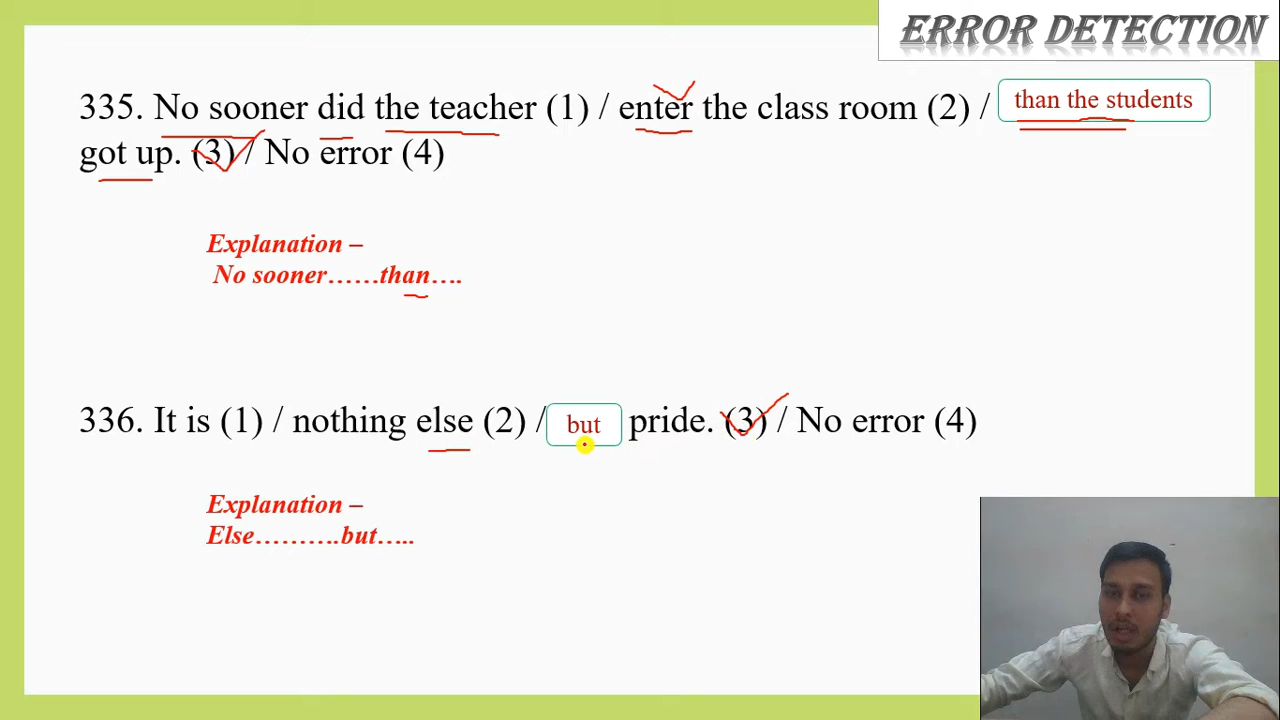 ERROR DETECTION
335. No sooner did the teacher (1) / enter the class room (2) / than the students
got up. (3) / No error (4)
Explanation –
No sooner……than….
336. It is (1) / nothing else (2) / but pride. (3) / No error (4)
Explanation –
Else……….but…..